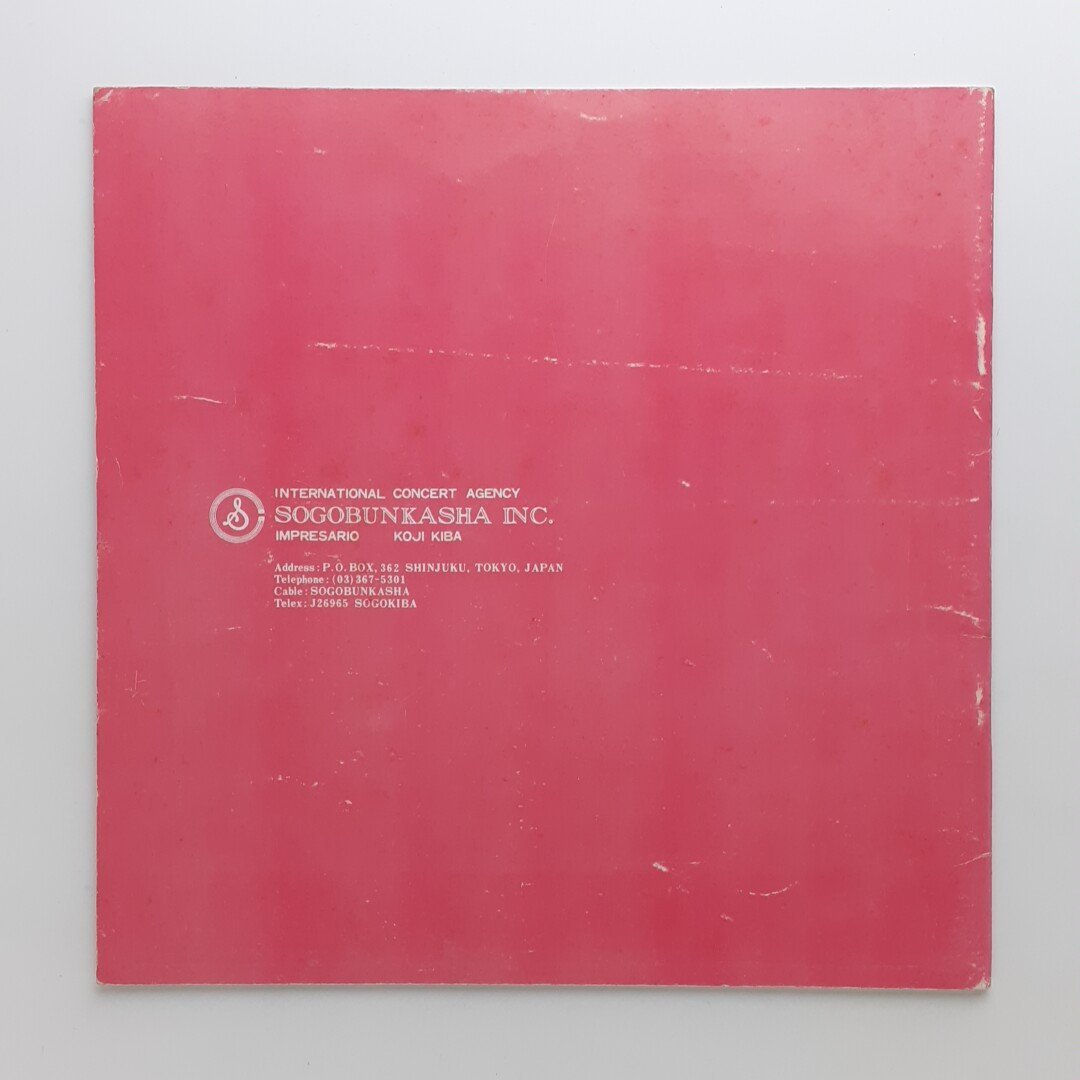 INTERNATIONAL CONCERT AGENCY
SOGOBUNKASHA INC.
IMPRESARIO KOJI KIBA
Address: P.O. BOX, 362 SHINJUKU, TOKYO, JAPAN
Telephone: (03) 367-5301
Cable: SOGOBUNKASHA
Telex: J26965 SOGOKIBA